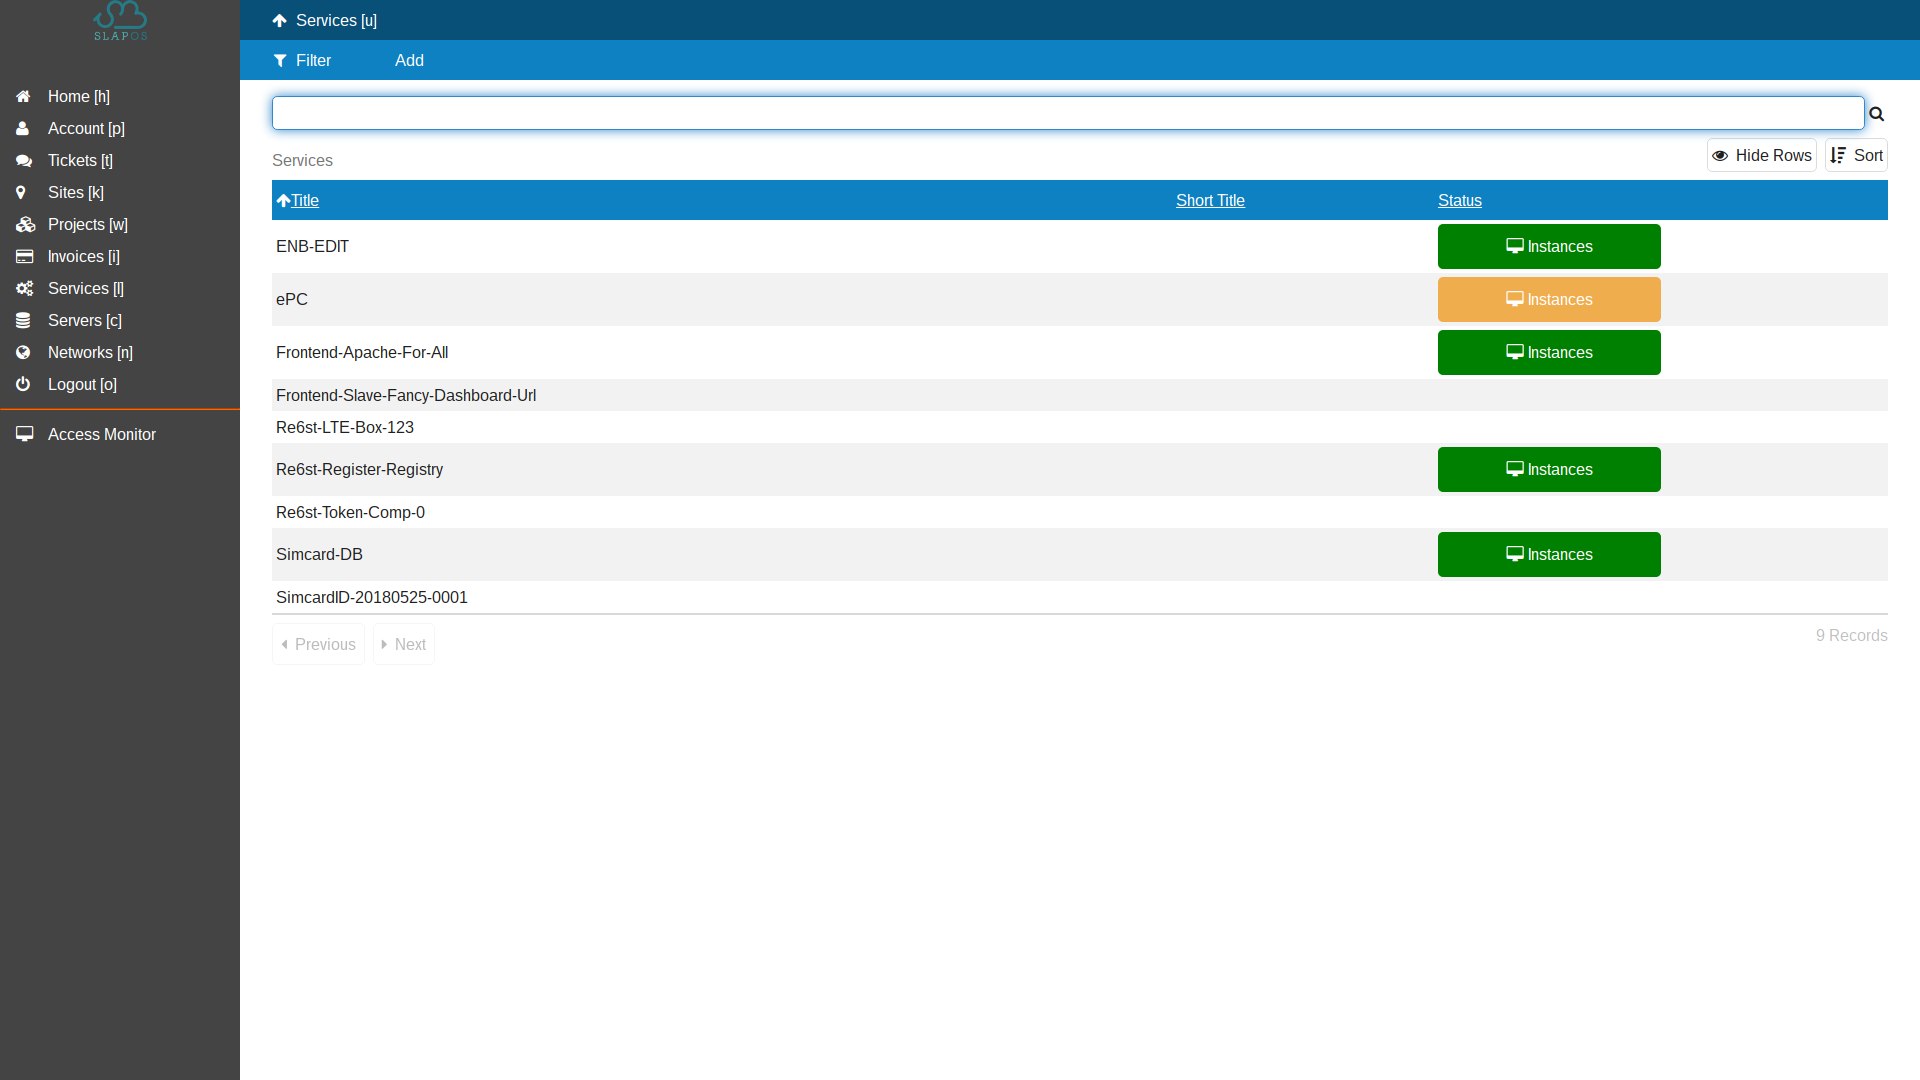 SLAPOS
Services [u]
Filter Add
Home [h]
Account [p]
Tickets [t]
Sites [k]
Projects [w]
Invoices [i]
Services [l]
Servers [c]
Networks [n]
Logout [o]
Access Monitor
Services Hide Rows Sort
Title Short Title Status
ENB-EDIT Instances
ePC Instances
Frontend-Apache-For-All Instances
Frontend-Slave-Fancy-Dashboard-Url
Re6st-LTE-Box-123
Re6st-Register-Registry Instances
Re6st-Token-Comp-0
Simcard-DB Instances
SimcardID-20180525-0001
Previous Next 9 Records